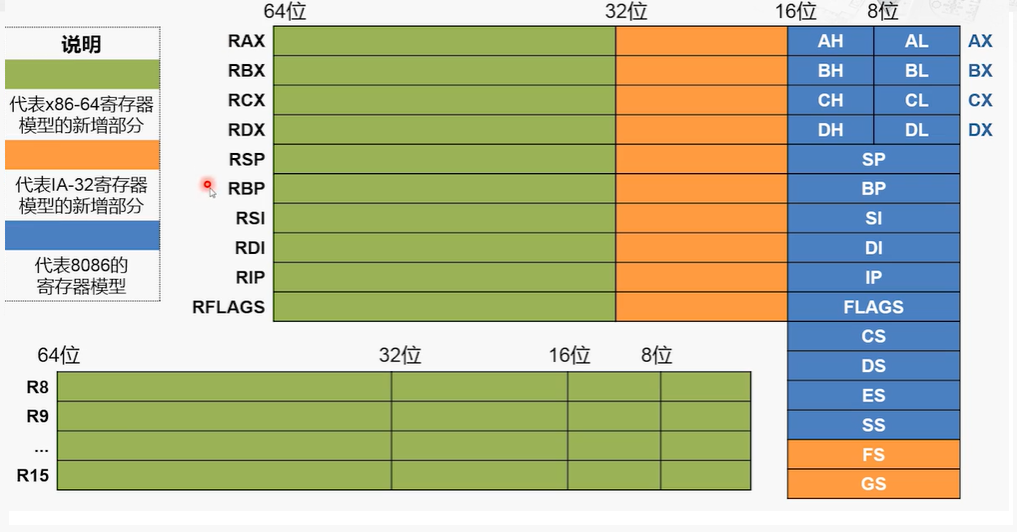 64位 32位 16位 8位
说明
代表x86-64寄存器
模型的新增部分
代表IA-32寄存器
模型的新增部分
代表8086的
寄存器模型
RAX AH AL AX
RBX BH BL BX
RCX CH CL CX
RDX DH DL DX
RSP SP
RBP BP
RSI SI
RDI DI
RIP IP
RFLAGS FLAGS
CS
DS
ES
SS
FS
GS
64位 32位 16位 8位
R8
R9
...
R15